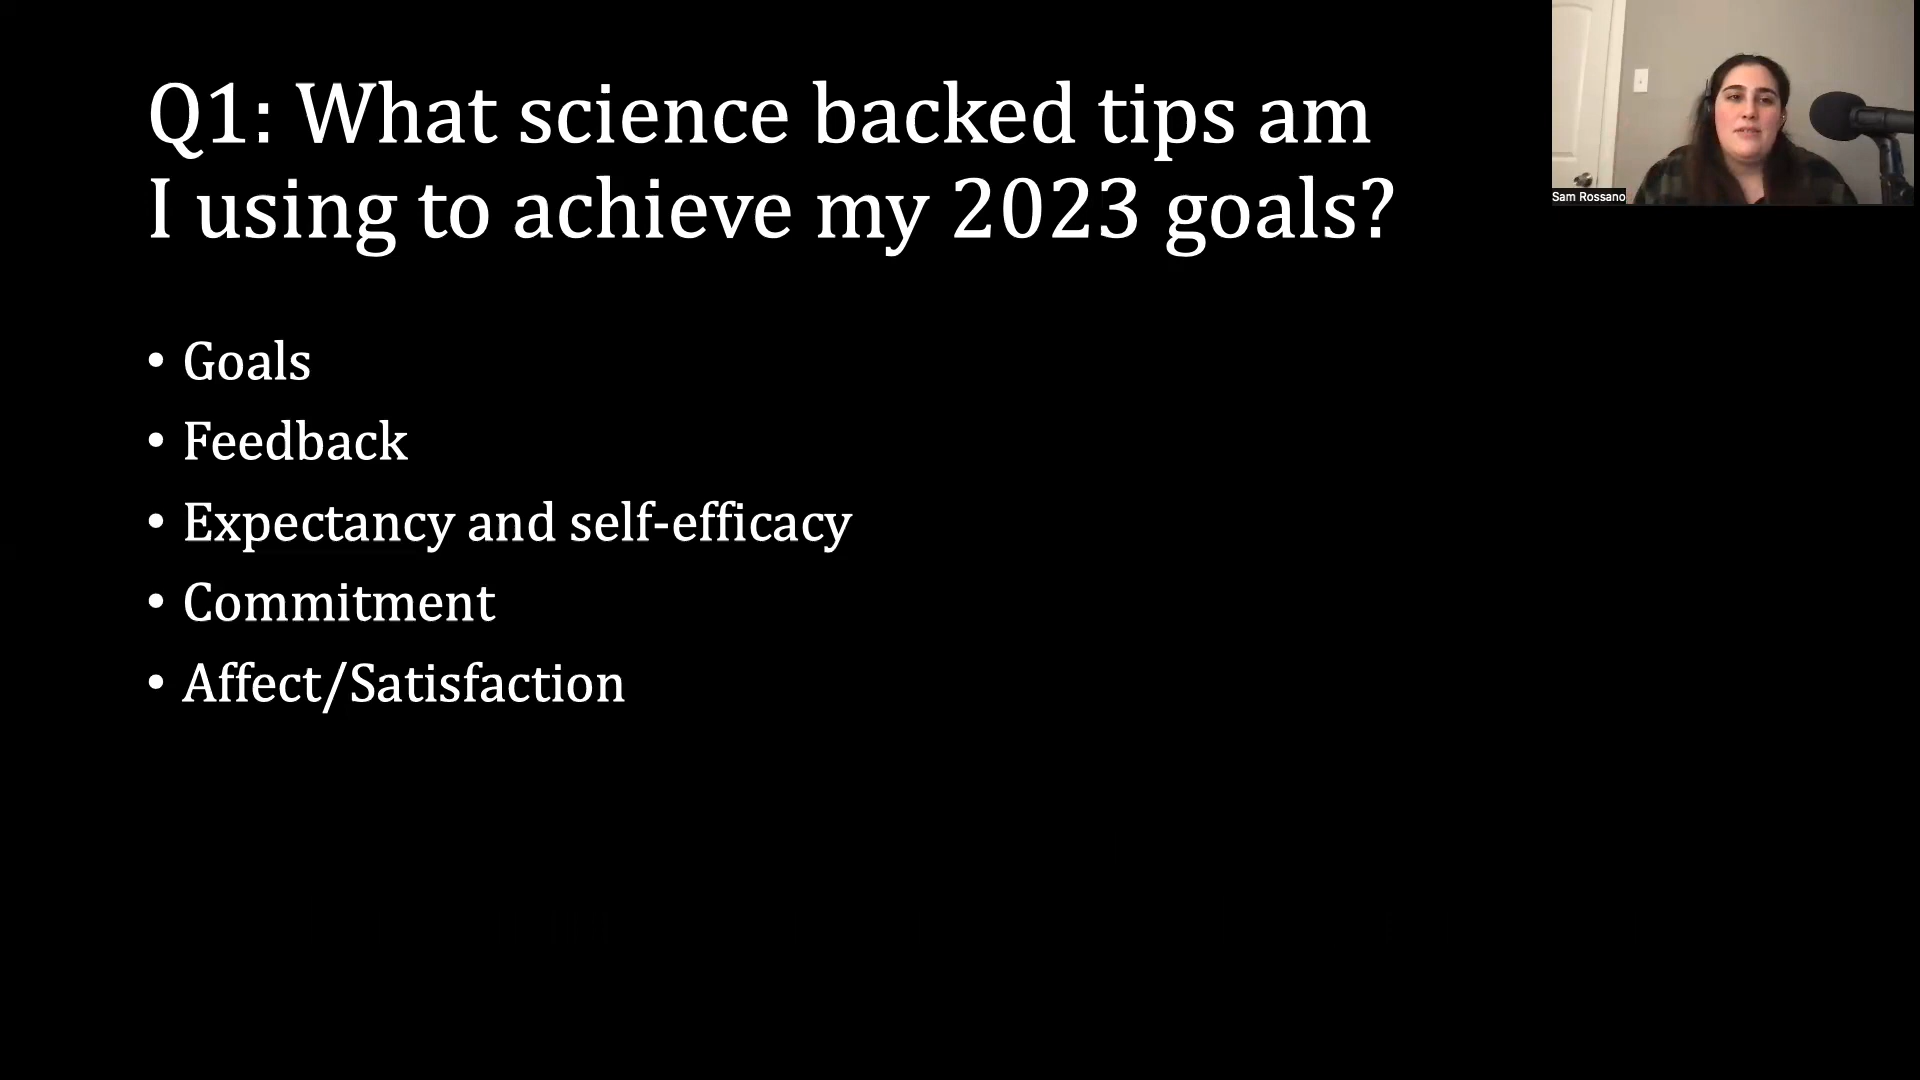 Q1: What science backed tips am
I using to achieve my 2023 goals?
Sam Rossano
• Goals
• Feedback
• Expectancy and self-efficacy
• Commitment
• Affect/Satisfaction